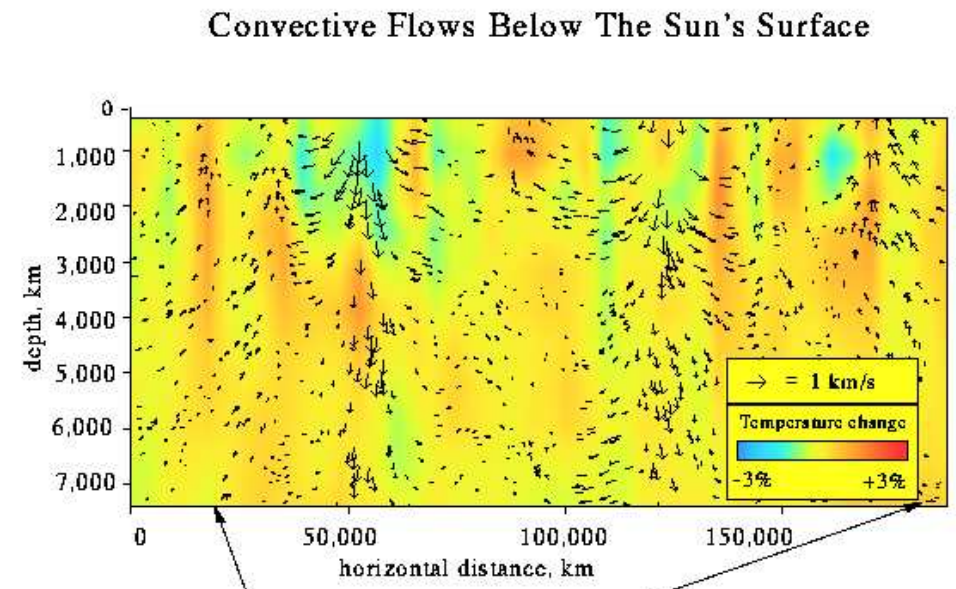 Convective Flows Below The Sun's Surface
0
1,000
2,000
3,000
4,000
5,000
6,000
7,000
depth, km
→ = 1 km/s
Temperature change
-3% +3%
0 50,000 100,000 150,000
horizontal distance, km